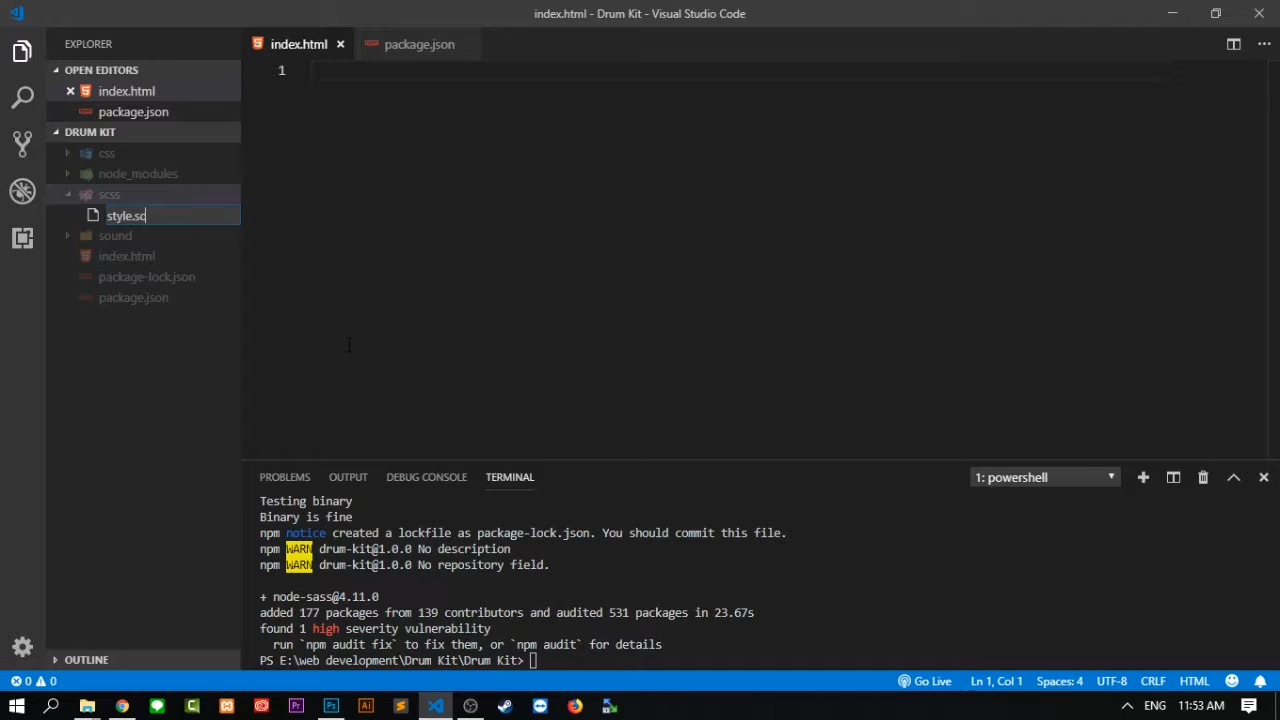 index.html - Drum Kit - Visual Studio Code
EXPLORER
index.html
package.json
OPEN EDITORS
index.html
package.json
DRUM KIT
css
node_modules
scss
style.sc
sound
index.html
package-lock.json
package.json
OUTLINE
1
PROBLEMS OUTPUT DEBUG CONSOLE TERMINAL
1: powershell
Testing binary
Binary is fine
npm notice created a lockfile as package-lock.json. You should commit this file.
npm WARN drum-kit@1.0.0 No description
npm WARN drum-kit@1.0.0 No repository field.
+ node-sass@4.11.0
added 177 packages from 139 contributors and audited 531 packages in 23.67s
found 1 high severity vulnerability
run `npm audit fix` to fix them, or `npm audit` for details
PS E:\web development\Drum Kit\Drum Kit>
0 0 Go Live Ln 1, Col 1 Spaces: 4 UTF-8 CRLF HTML
Pr Ps Ai ENG 11:53 AM